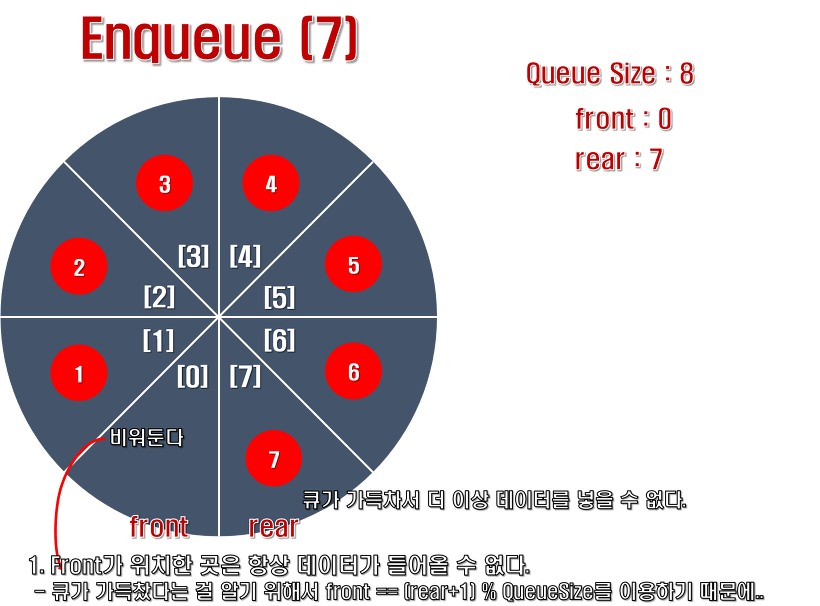 Enqueue (7)
Queue Size : 8
front : 0
rear : 7
3
4
2
5
[3]
[4]
[2]
[5]
[1]
[6]
[0]
[7]
1
6
비워둔다
7
큐가 가득차서 더 이상 데이터를 넣을 수 없다.
front
rear
1. Front가 위치한 곳은 항상 데이터가 들어올 수 없다.
- 큐가 가득찼다는 걸 알기 위해서 front == (rear+1) % QueueSize를 이용하기 때문에..